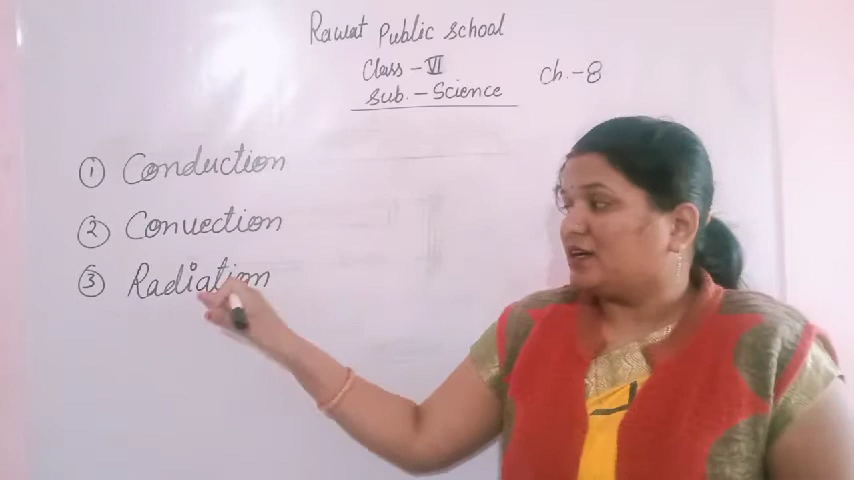 Rawat Public School
Class - VI
Sub. - Science Ch. - 8
① Conduction
② Convection
③ Radiation